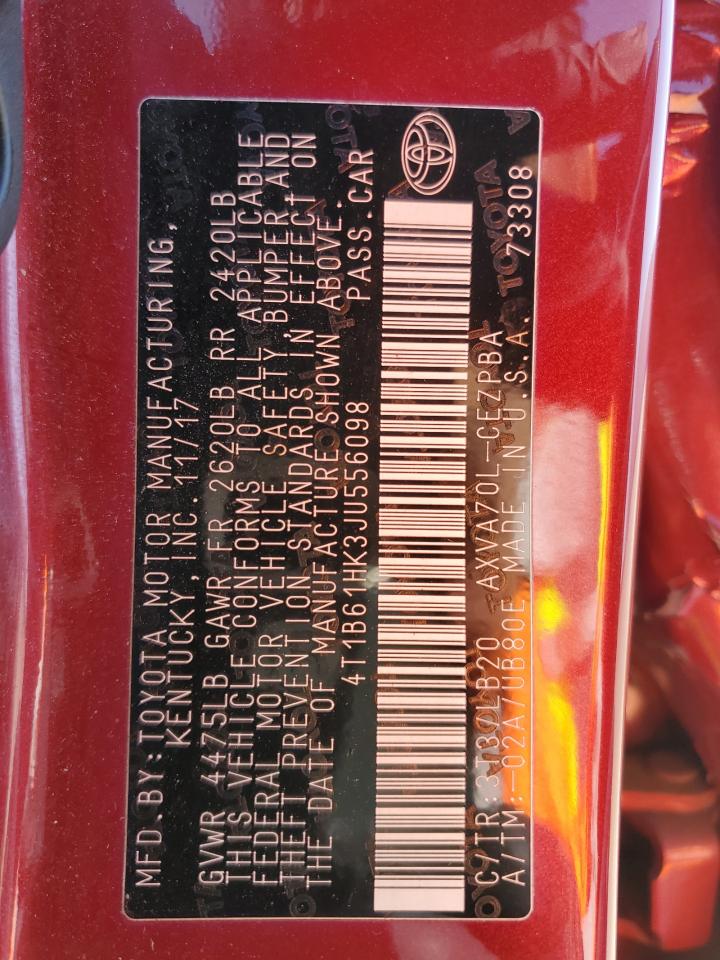 MFD.BY:TOYOTA MOTOR MANUFACTURING,
KENTUCKY, INC. 11/17
GVWR 4475LB GAWR FR 2620LB RR 2420LB
THIS VEHICLE CONFORMS TO ALL APPLICABLE
FEDERAL MOTOR VEHICLE SAFETY, BUMPER, AND
THEFT PREVENTION STANDARDS IN EFFECT ON
THE DATE OF MANUFACTURE SHOWN ABOVE.
4T1B61HK3JU556098 PASS.CAR
C/TR:3T3/LB20 AXVA70L-CEZPBA
A/TM:-02A/UB80E MADE IN U.S.A. 73308